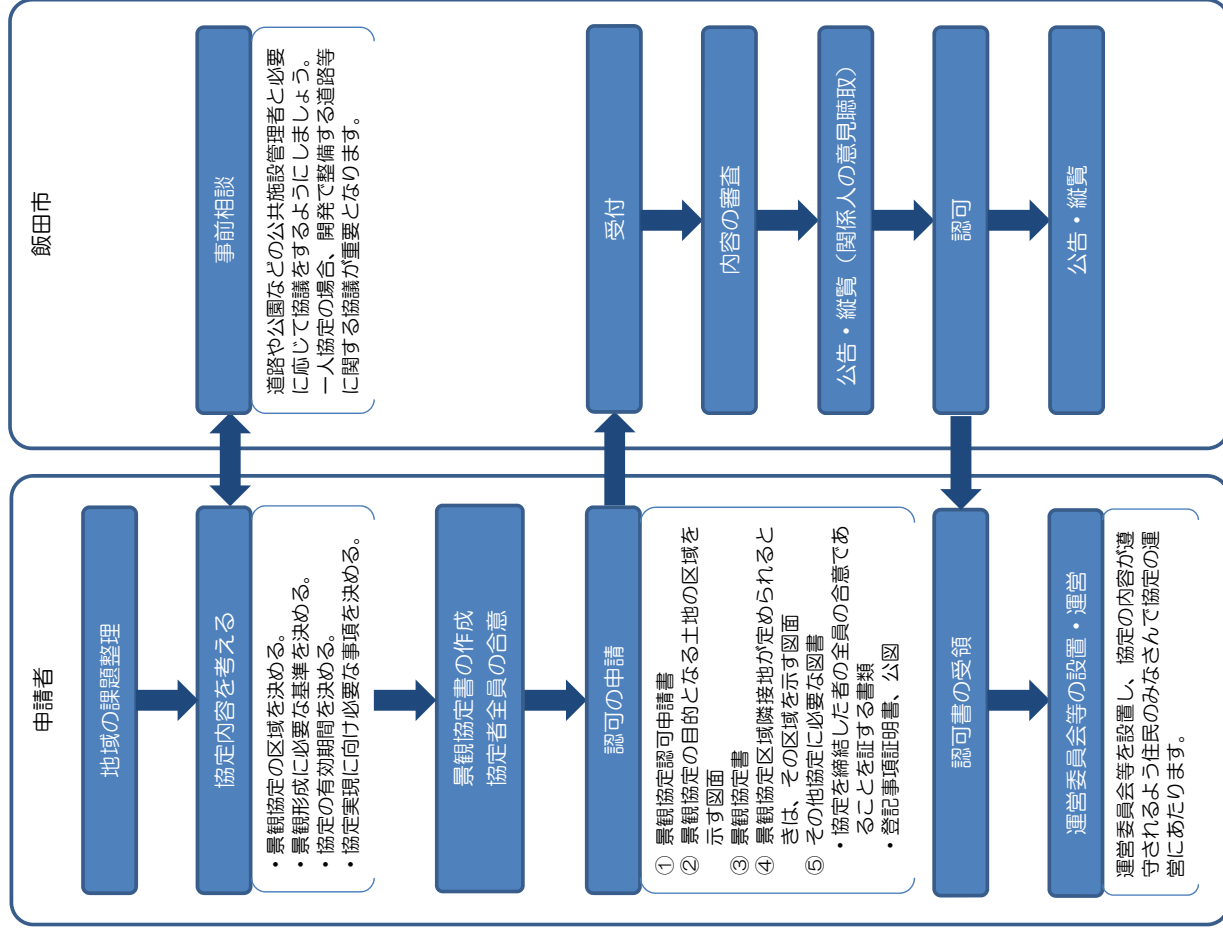 申請者
地域の課題整理
協定内容を考える
・景観協定の区域を決める。
・景観形成に必要な基準を決める。
・協定の有効期間を決める。
・協定実現に向け必要な事項を決める。
景観協定書の作成
協定者全員の合意
認可の申請
① 景観協定認可申請書
② 景観協定の目的となる土地の区域を
示す図面
③ 景観協定書
④ 景観協定区域隣接地が定められると
きは、その区域を示す図面
⑤ その他協定に必要な図書
・協定を締結した者の全員の合意であ
ることを証する書類
・登記事項証明書、公図
認可書の受領
運営委員会等の設置・運営
運営委員会等を設置し、協定の内容が遵
守されるよう住民のみなさんで協定の運
営にあたります。
飯田市
事前相談
道路や公園などの公共施設管理者と必要
に応じて協議をするようにしましょう。
一人協定の場合、開発で整備する道路等
に関する協議が重要となります。
受付
内容の審査
公告・縦覧（関係人の意見聴取）
認可
公告・縦覧